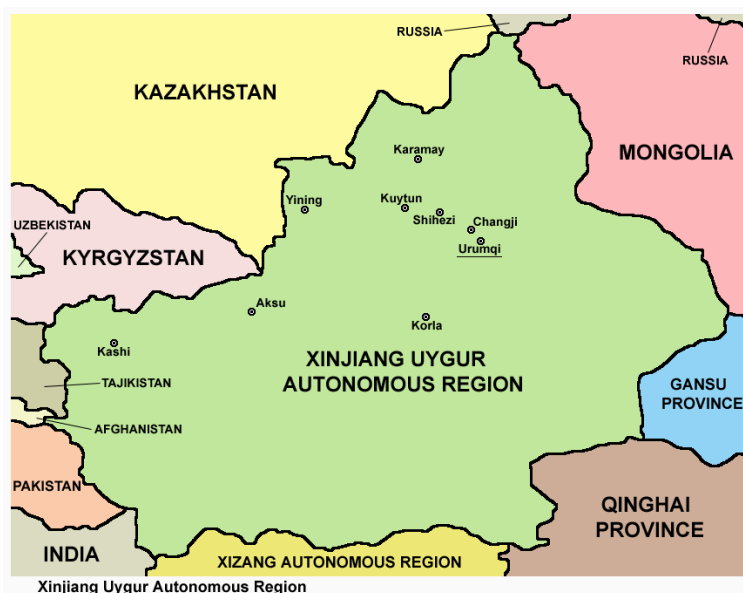 RUSSIA
RUSSIA
KAZAKHSTAN
MONGOLIA
Karamay
Yining
Kuytun
Shihezi
Changji
Urumqi
UZBEKISTAN
KYRGYZSTAN
Aksu
Korla
Kashi
XINJIANG UYGUR
AUTONOMOUS REGION
TAJIKISTAN
GANSU
PROVINCE
AFGHANISTAN
PAKISTAN
QINGHAI
PROVINCE
INDIA
XIZANG AUTONOMOUS REGION
Xinjiang Uygur Autonomous Region